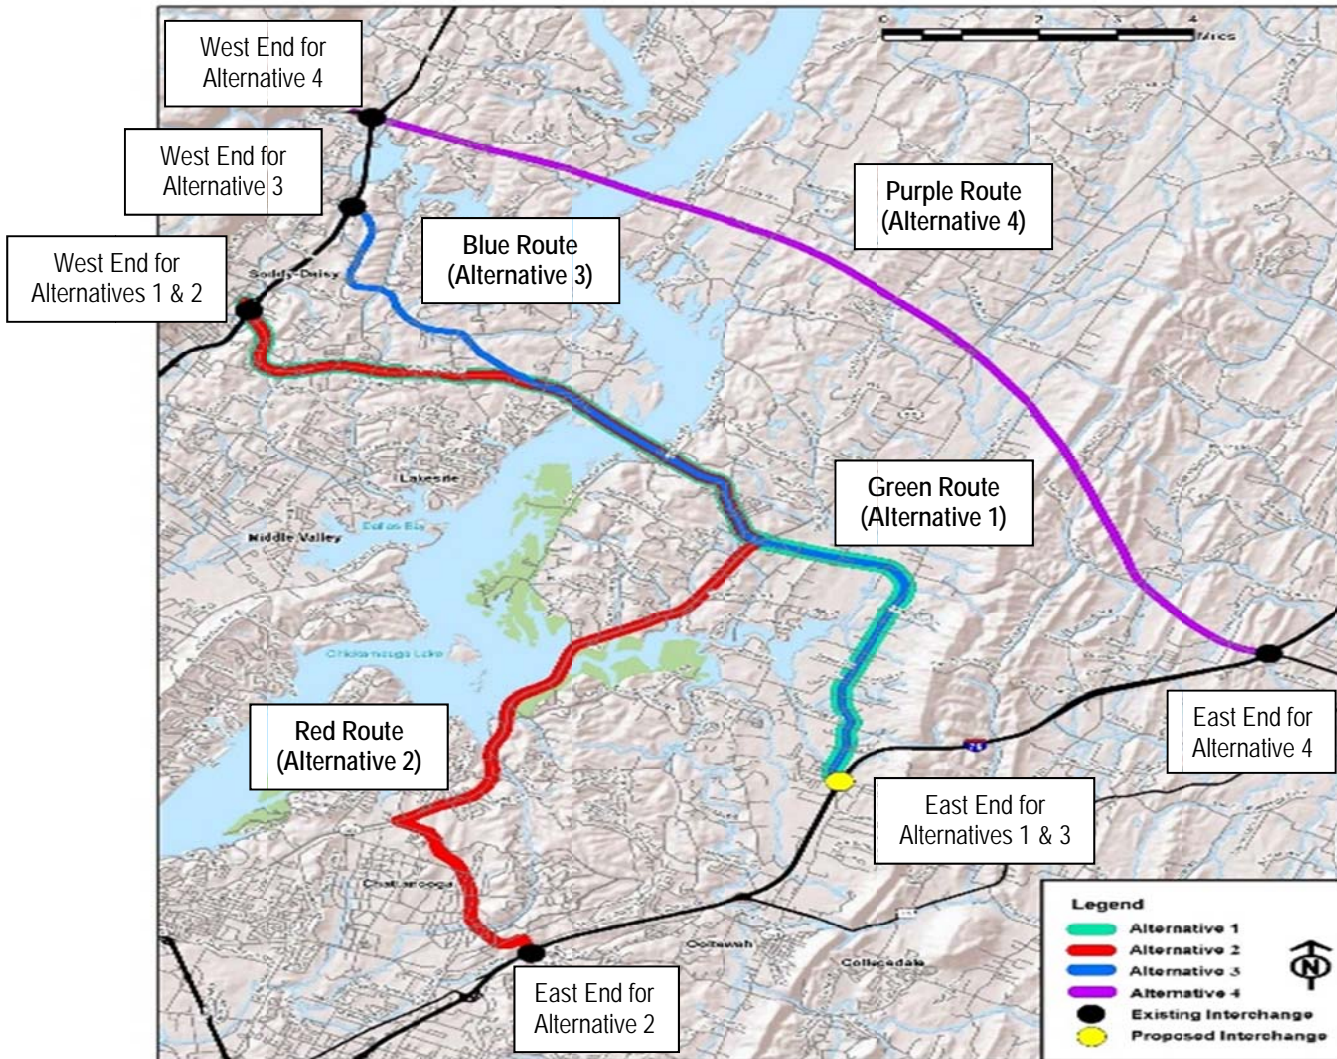 0 2 4
Miles
West End for
Alternative 4
West End for
Alternative 3
Purple Route
(Alternative 4)
Blue Route
(Alternative 3)
West End for
Alternatives 1 & 2
Soddy-Daisy
Green Route
(Alternative 1)
Lakesite
Dallas Bay
Middle Valley
Chickamauga Lake
Red Route
(Alternative 2)
East End for
Alternative 4
75
East End for
Alternatives 1 & 3
Chattanooga
Ooltewah
Collegedale
East End for
Alternative 2
Legend
Alternative 1
Alternative 2
Alternative 3
Alternative 4
Existing Interchange
Proposed Interchange
N